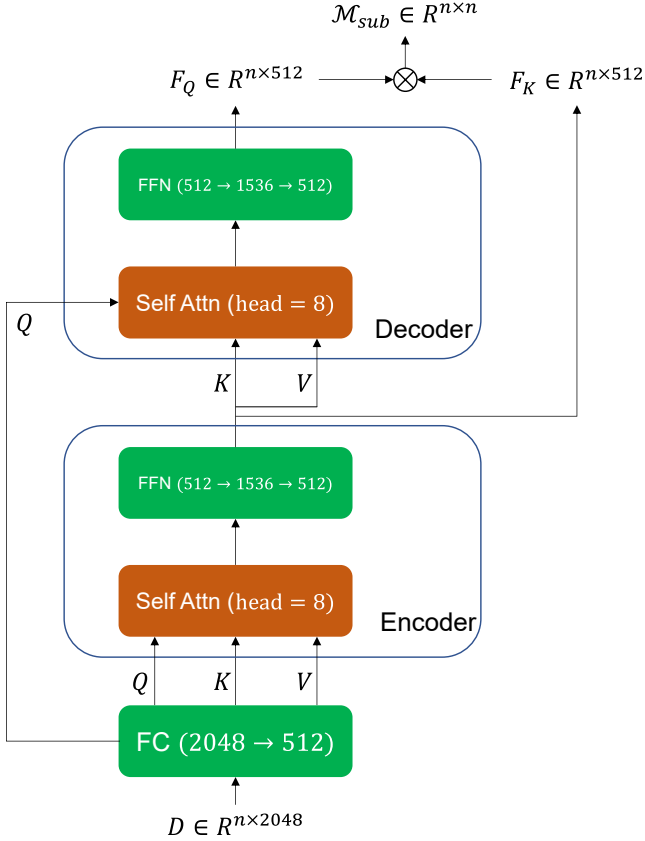 ℳ_sub ∈ R^{n×n}
F_Q ∈ R^{n×512}
F_K ∈ R^{n×512}
FFN (512 → 1536 → 512)
Self Attn (head = 8)
Q
Decoder
K
V
FFN (512 → 1536 → 512)
Self Attn (head = 8)
Encoder
Q
K
V
FC (2048 → 512)
D ∈ R^{n×2048}